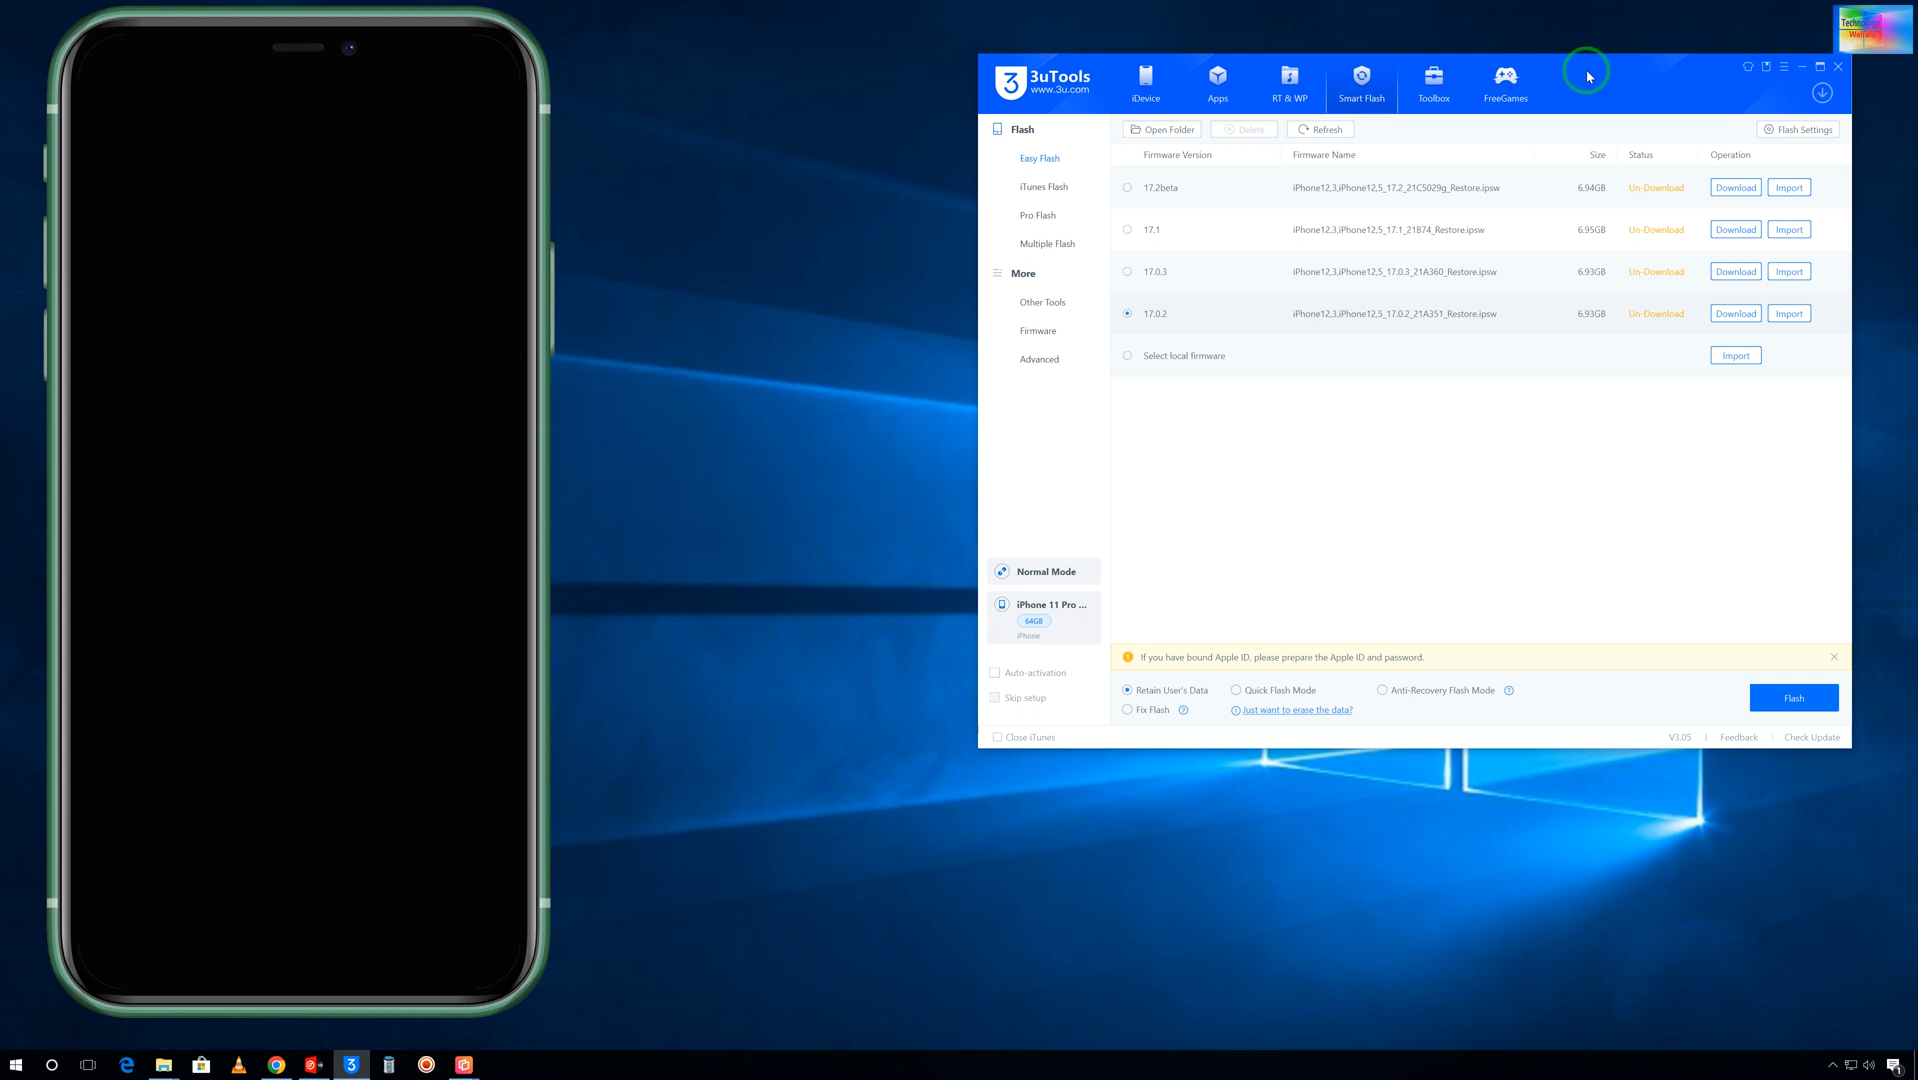 Technology
Welfare
3uTools
www.3u.com
iDevice
Apps
RT & WP
Smart Flash
Toolbox
FreeGames
Flash
Easy Flash
iTunes Flash
Pro Flash
Multiple Flash
More
Other Tools
Firmware
Advanced
Open Folder
Delete
Refresh
Flash Settings
Firmware Version Firmware Name Size Status Operation
17.2beta iPhone12,3,iPhone12,5_17.2_21C5029g_Restore.ipsw 6.94GB Un-Download Download Import
17.1 iPhone12,3,iPhone12,5_17.1_21B74_Restore.ipsw 6.95GB Un-Download Download Import
17.0.3 iPhone12,3,iPhone12,5_17.0.3_21A360_Restore.ipsw 6.93GB Un-Download Download Import
17.0.2 iPhone12,3,iPhone12,5_17.0.2_21A351_Restore.ipsw 6.93GB Un-Download Download Import
Select local firmware Import
Normal Mode
iPhone 11 Pro ...
64GB
iPhone
Auto-activation
Skip setup
If you have bound Apple ID, please prepare the Apple ID and password.
Retain User's Data Quick Flash Mode Anti-Recovery Flash Mode
Fix Flash Just want to erase the data?
Flash
Close iTunes
V3.05 | Feedback | Check Update